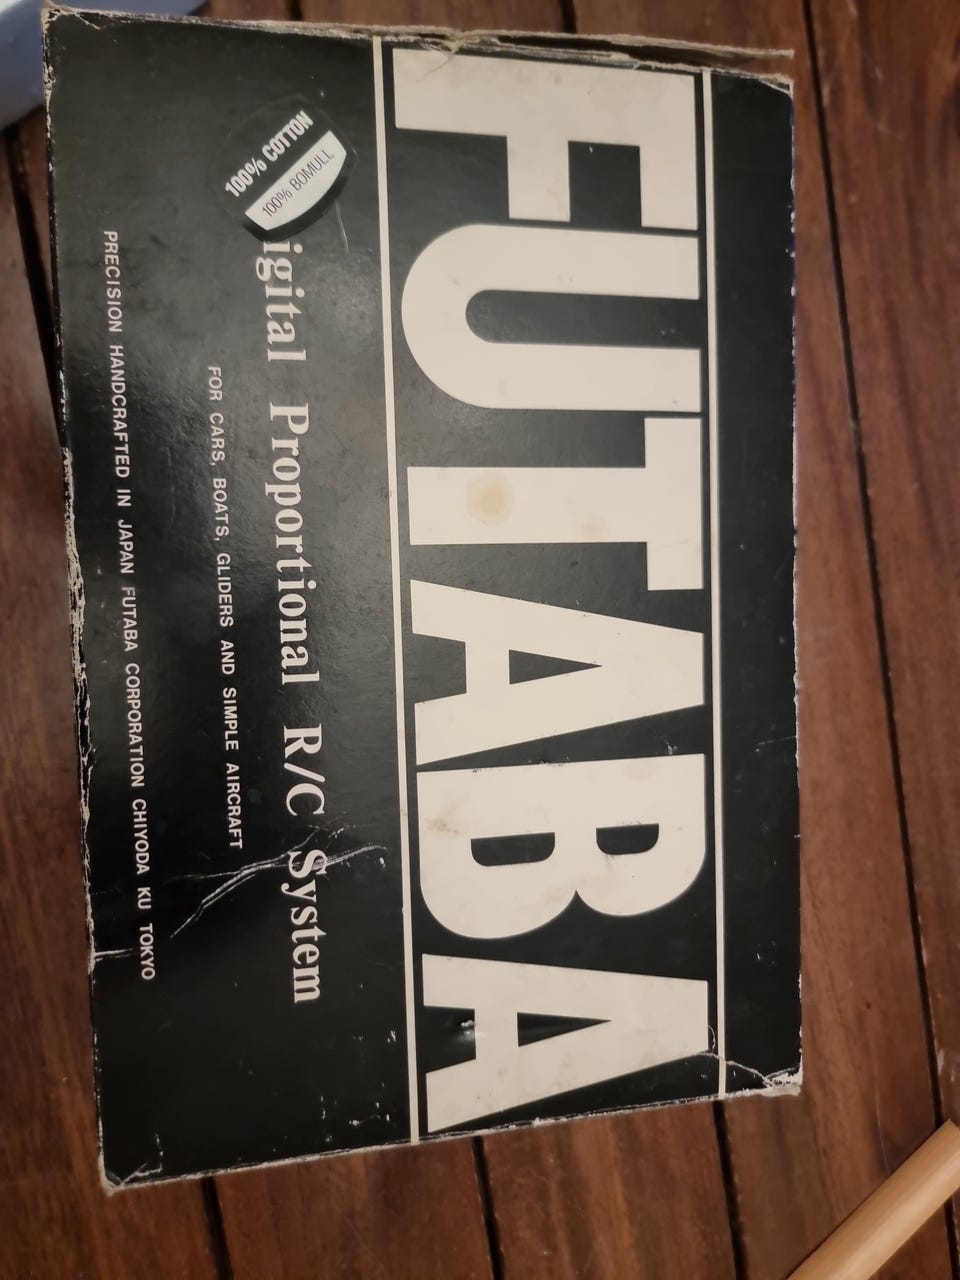 FUTABA
100% COTTON
100% BOMULL
igital Proportional R/C System
FOR CARS, BOATS, GLIDERS AND SIMPLE AIRCRAFT
PRECISION HANDCRAFTED IN JAPAN FUTABA CORPORATION CHIYODA KU TOKYO